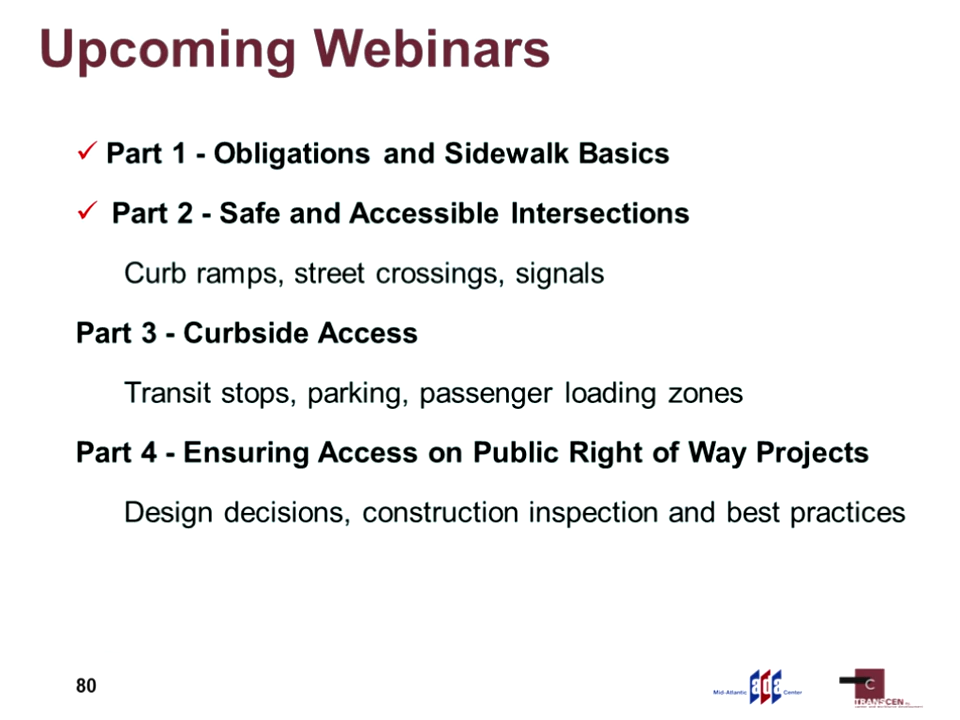 Upcoming Webinars
✓ Part 1 - Obligations and Sidewalk Basics
✓ Part 2 - Safe and Accessible Intersections
Curb ramps, street crossings, signals
Part 3 - Curbside Access
Transit stops, parking, passenger loading zones
Part 4 - Ensuring Access on Public Right of Way Projects
Design decisions, construction inspection and best practices
80
Mid-Atlantic ada Center
C
TRANSCEN